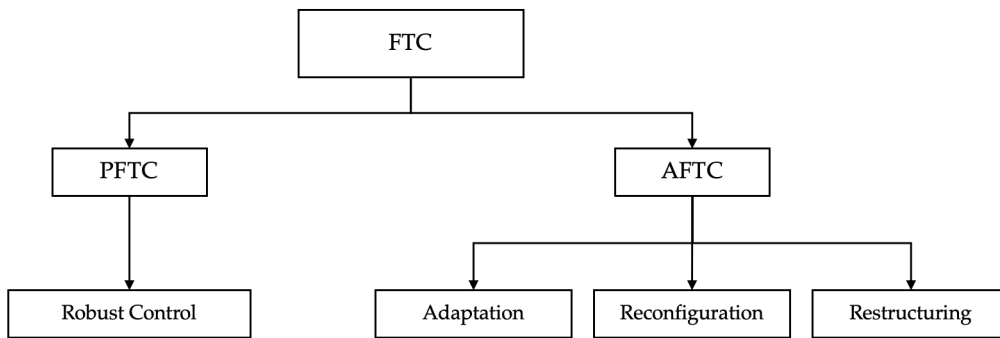 FTC
PFTC
AFTC
Robust Control
Adaptation
Reconfiguration
Restructuring